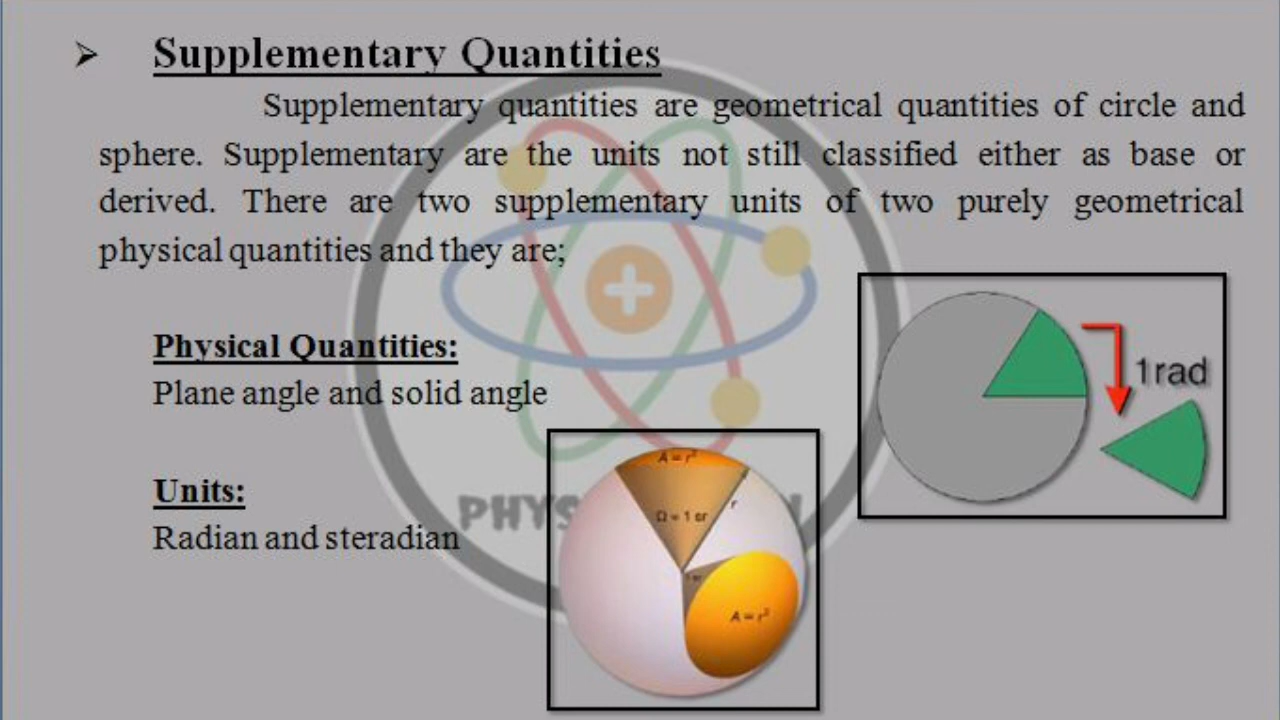 ➤ Supplementary Quantities
Supplementary quantities are geometrical quantities of circle and
sphere. Supplementary are the units not still classified either as base or
derived. There are two supplementary units of two purely geometrical
physical quantities and they are;
Physical Quantities:
Plane angle and solid angle
Units:
Radian and steradian
1rad
A = r²
Ω = 1 sr
r
A = r²